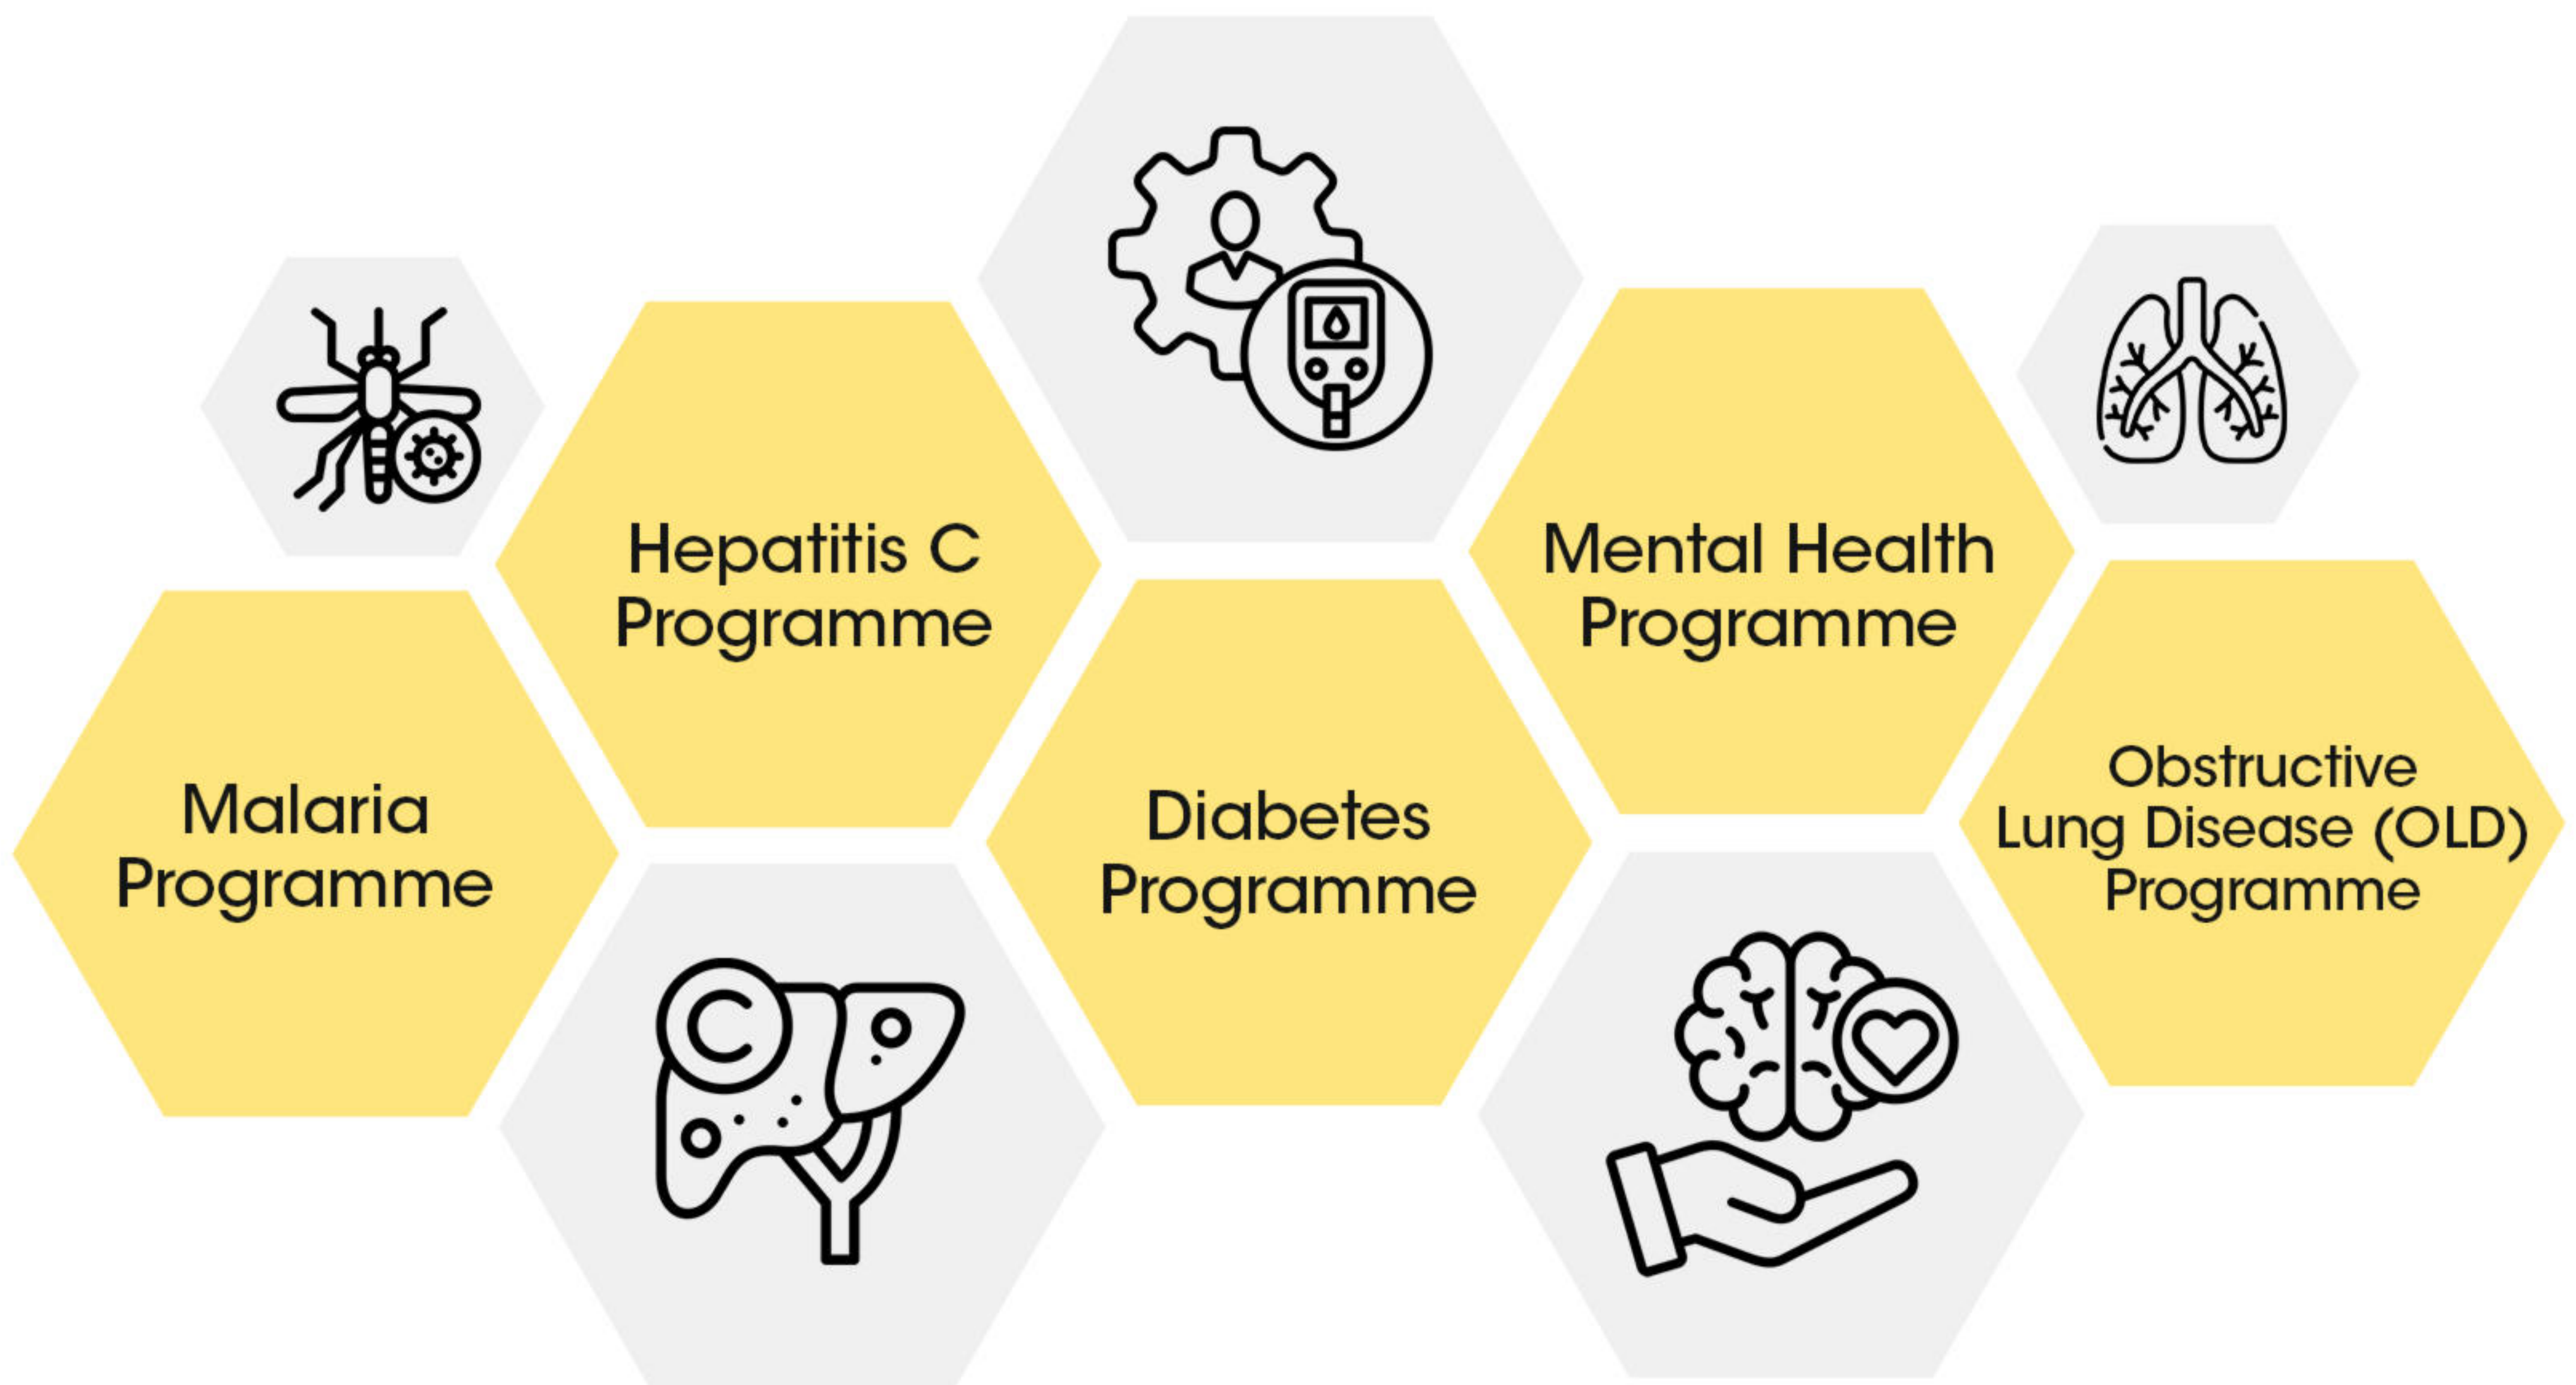 Hepatitis C
Programme
Mental Health
Programme
Malaria
Programme
Diabetes
Programme
Obstructive
Lung Disease (OLD)
Programme
C